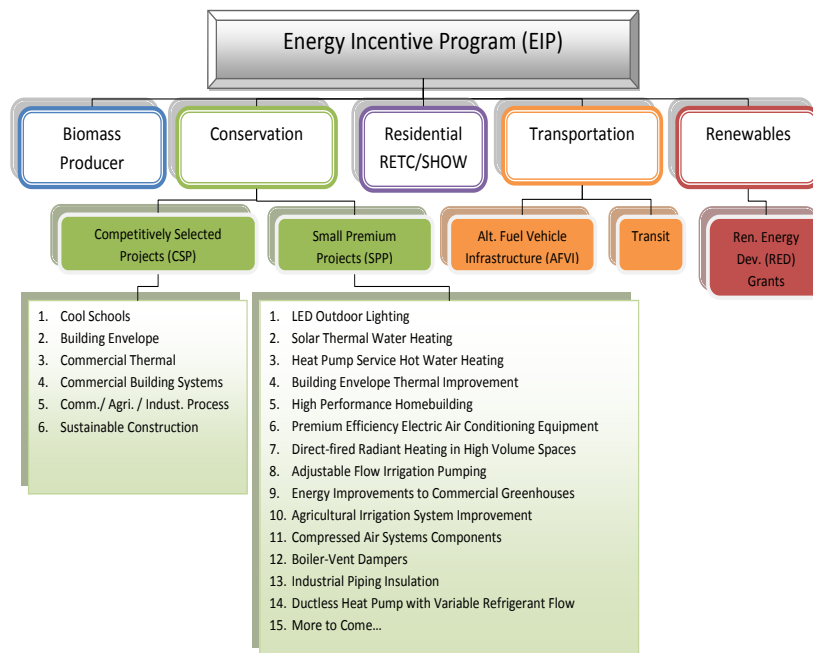 Energy Incentive Program (EIP)
Biomass
Producer
Conservation
Residential
RETC/SHOW
Transportation
Renewables
Competitively Selected
Projects (CSP)
Small Premium
Projects (SPP)
Alt. Fuel Vehicle
Infrastructure (AFVI)
Transit
Ren. Energy
Dev. (RED)
Grants
1. Cool Schools
2. Building Envelope
3. Commercial Thermal
4. Commercial Building Systems
5. Comm./ Agri. / Indust. Process
6. Sustainable Construction
1. LED Outdoor Lighting
2. Solar Thermal Water Heating
3. Heat Pump Service Hot Water Heating
4. Building Envelope Thermal Improvement
5. High Performance Homebuilding
6. Premium Efficiency Electric Air Conditioning Equipment
7. Direct-fired Radiant Heating in High Volume Spaces
8. Adjustable Flow Irrigation Pumping
9. Energy Improvements to Commercial Greenhouses
10. Agricultural Irrigation System Improvement
11. Compressed Air Systems Components
12. Boiler-Vent Dampers
13. Industrial Piping Insulation
14. Ductless Heat Pump with Variable Refrigerant Flow
15. More to Come…